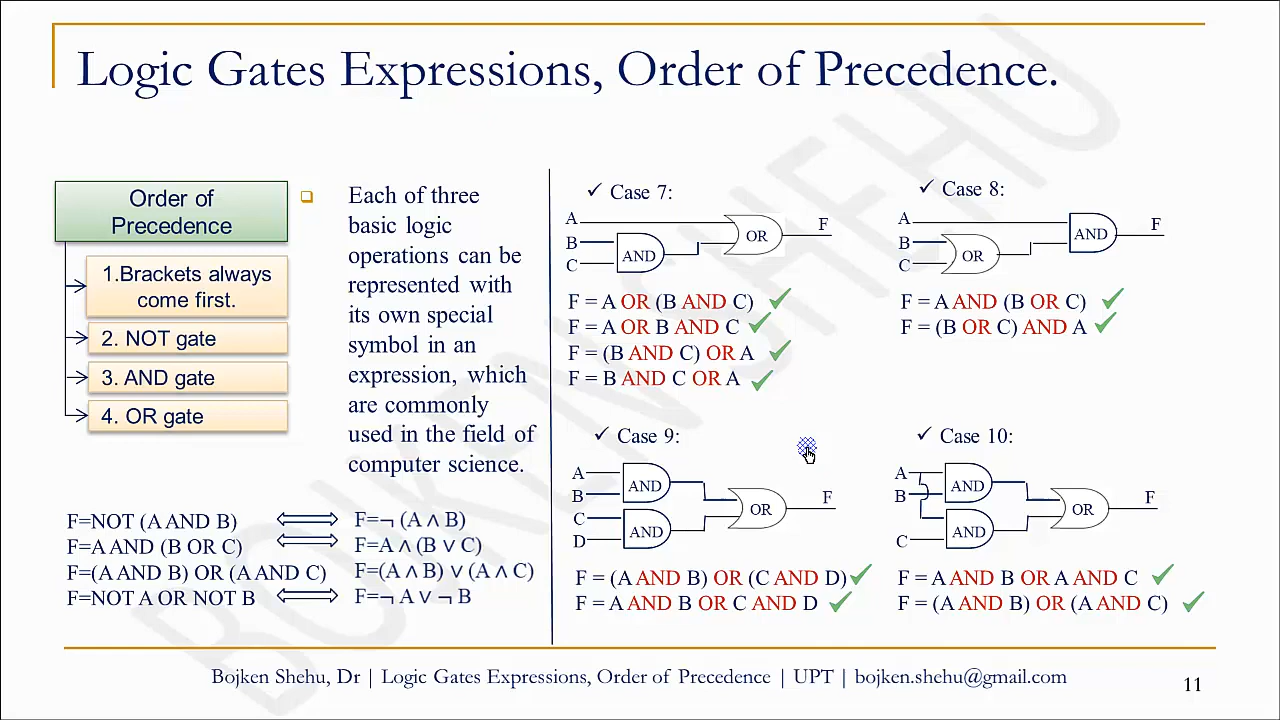 Logic Gates Expressions, Order of Precedence.
Order of
Precedence
1.Brackets always
come first.
2. NOT gate
3. AND gate
4. OR gate
Each of three
basic logic
operations can be
represented with
its own special
symbol in an
expression, which
are commonly
used in the field of
computer science.
F=NOT (A AND B) F=¬ (A ∧ B)
F=A AND (B OR C) F=A ∧ (B ∨ C)
F=(A AND B) OR (A AND C) F=(A ∧ B) ∨ (A ∧ C)
F=NOT A OR NOT B F=¬ A ∨ ¬ B
Case 7:
A
B
C
AND
OR
F
F = A OR (B AND C)
F = A OR B AND C
F = (B AND C) OR A
F = B AND C OR A
Case 8:
A
B
C
OR
AND
F
F = A AND (B OR C)
F = (B OR C) AND A
Case 9:
A
B
C
D
AND
AND
OR
F
F = (A AND B) OR (C AND D)
F = A AND B OR C AND D
Case 10:
A
B
C
AND
AND
OR
F
F = A AND B OR A AND C
F = (A AND B) OR (A AND C)
Bojken Shehu, Dr | Logic Gates Expressions, Order of Precedence | UPT | bojken.shehu@gmail.com
11
BOJKEN SHEHU